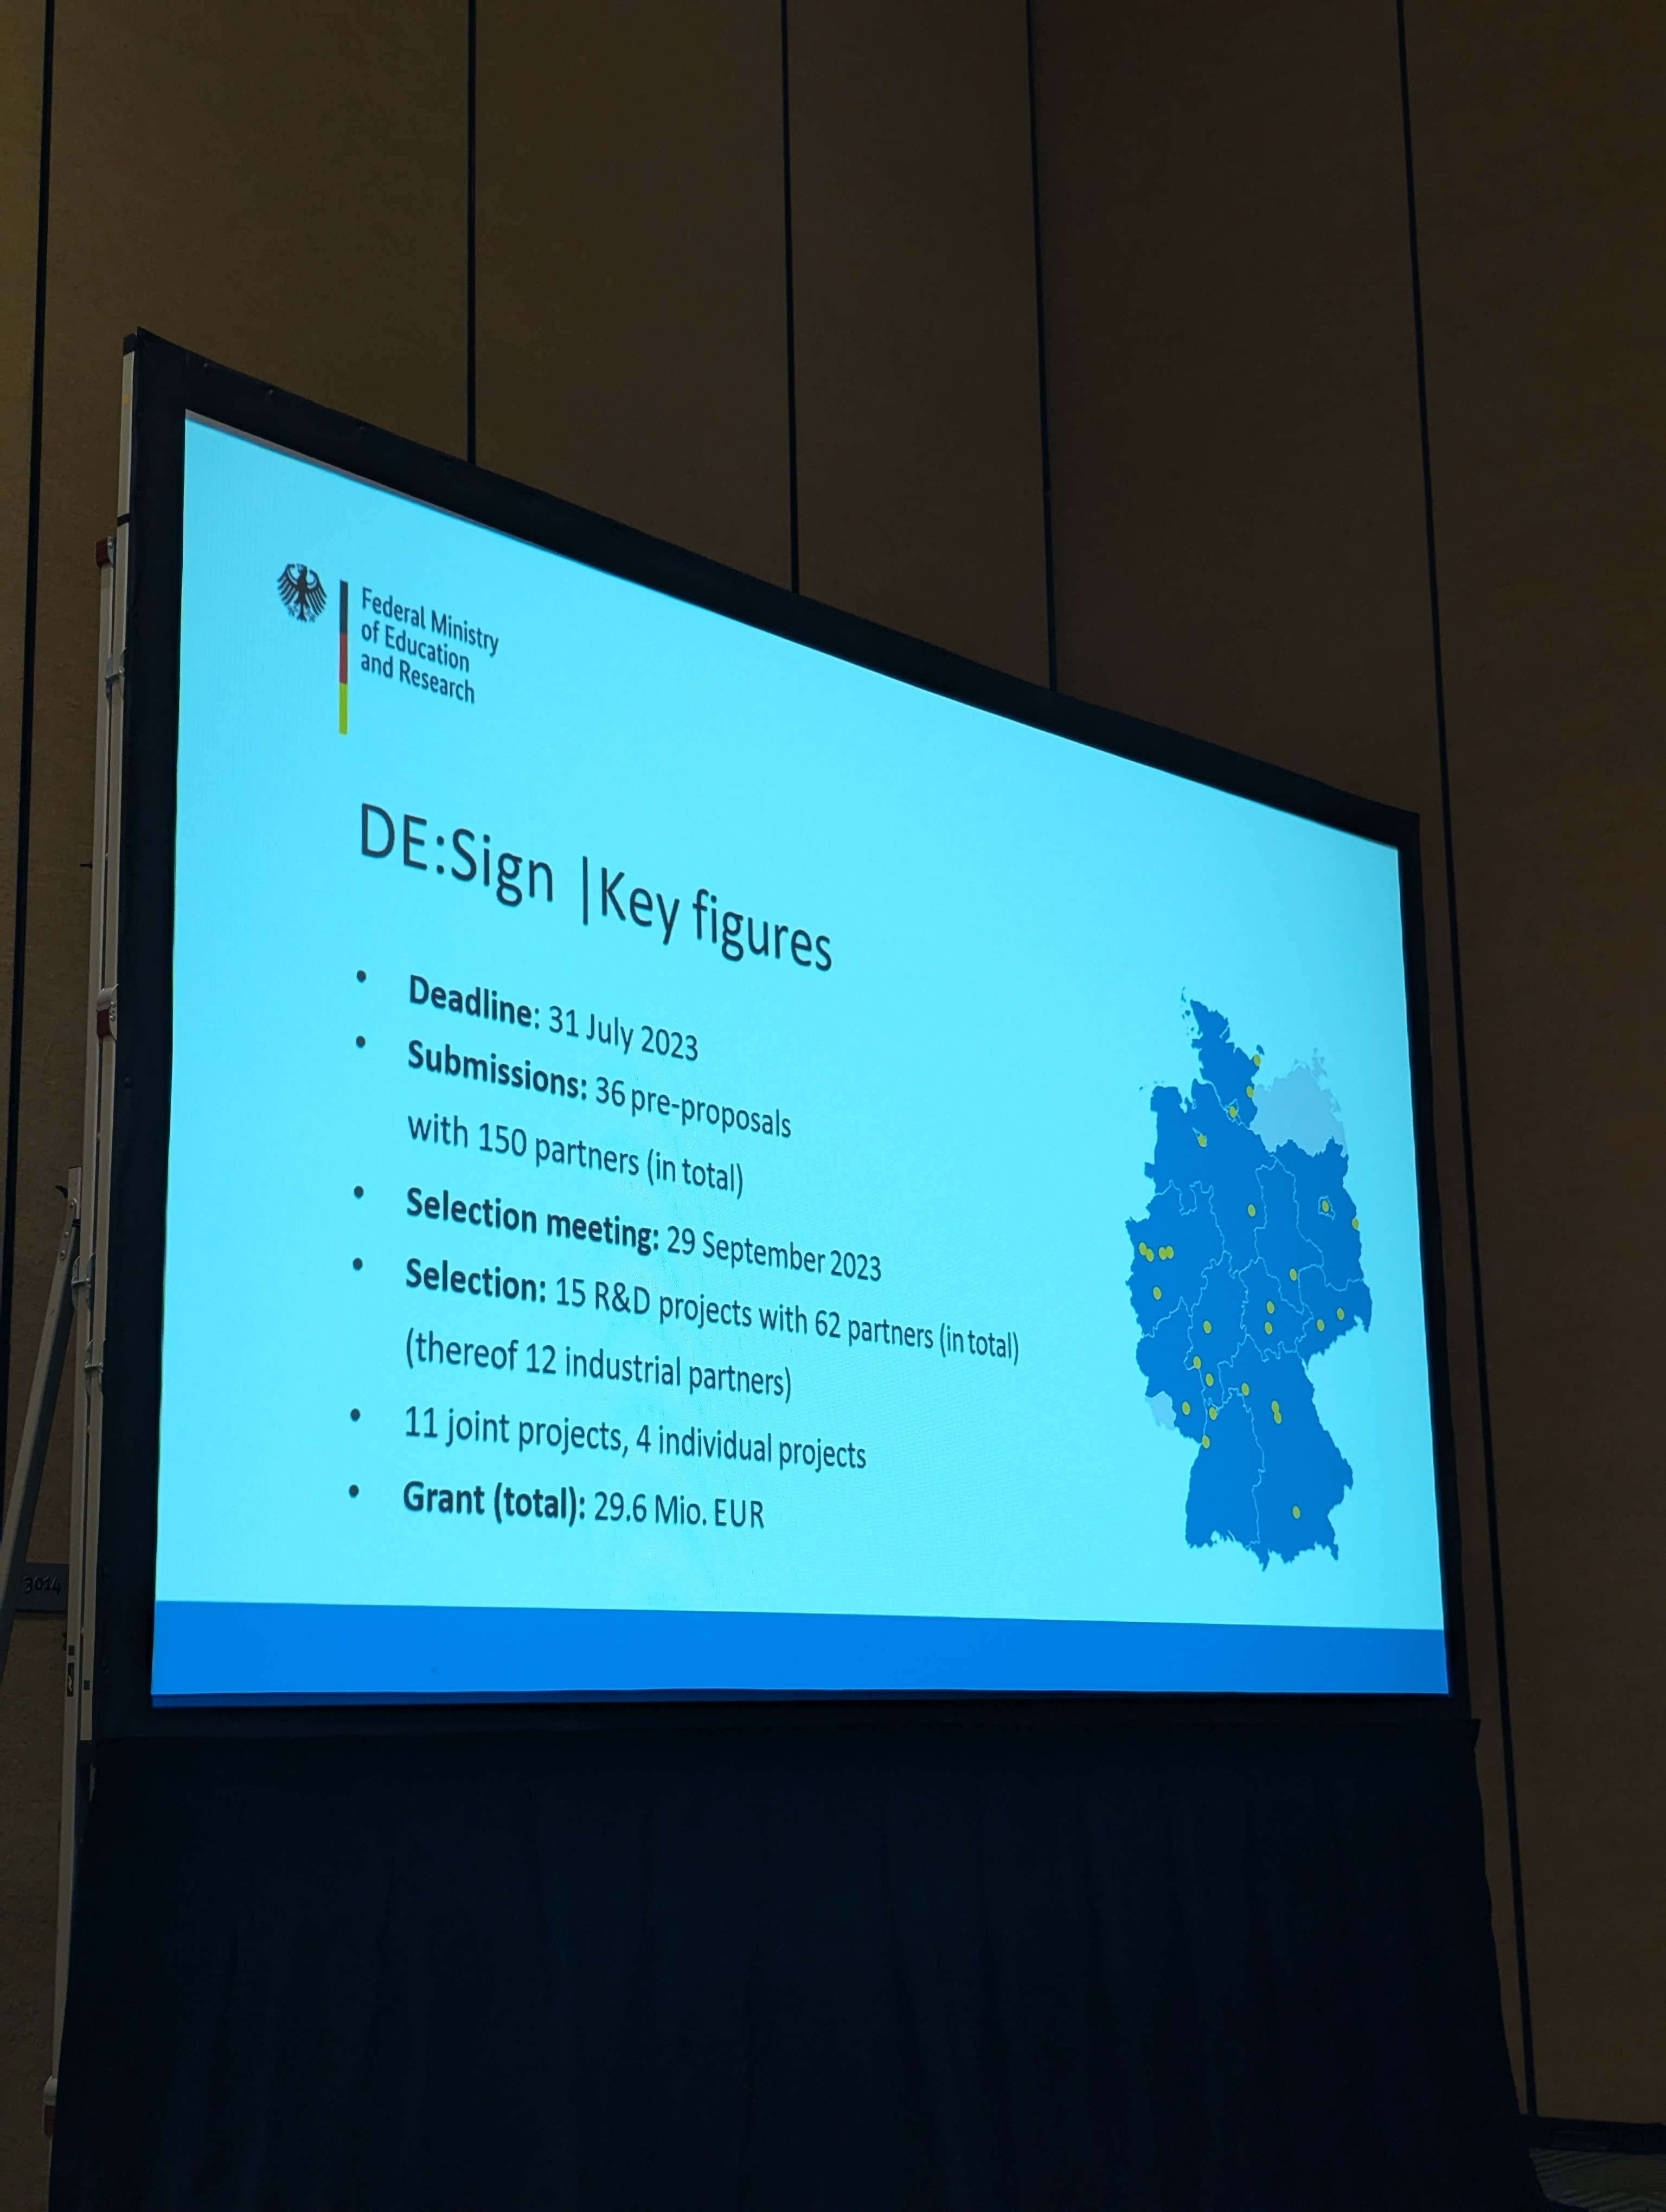 Federal Ministry
of Education
and Research
DE:Sign |Key figures
• Deadline: 31 July 2023
• Submissions: 36 pre-proposals
with 150 partners (in total)
• Selection meeting: 29 September 2023
• Selection: 15 R&D projects with 62 partners (in total)
(thereof 12 industrial partners)
• 11 joint projects, 4 individual projects
• Grant (total): 29.6 Mio. EUR
3014